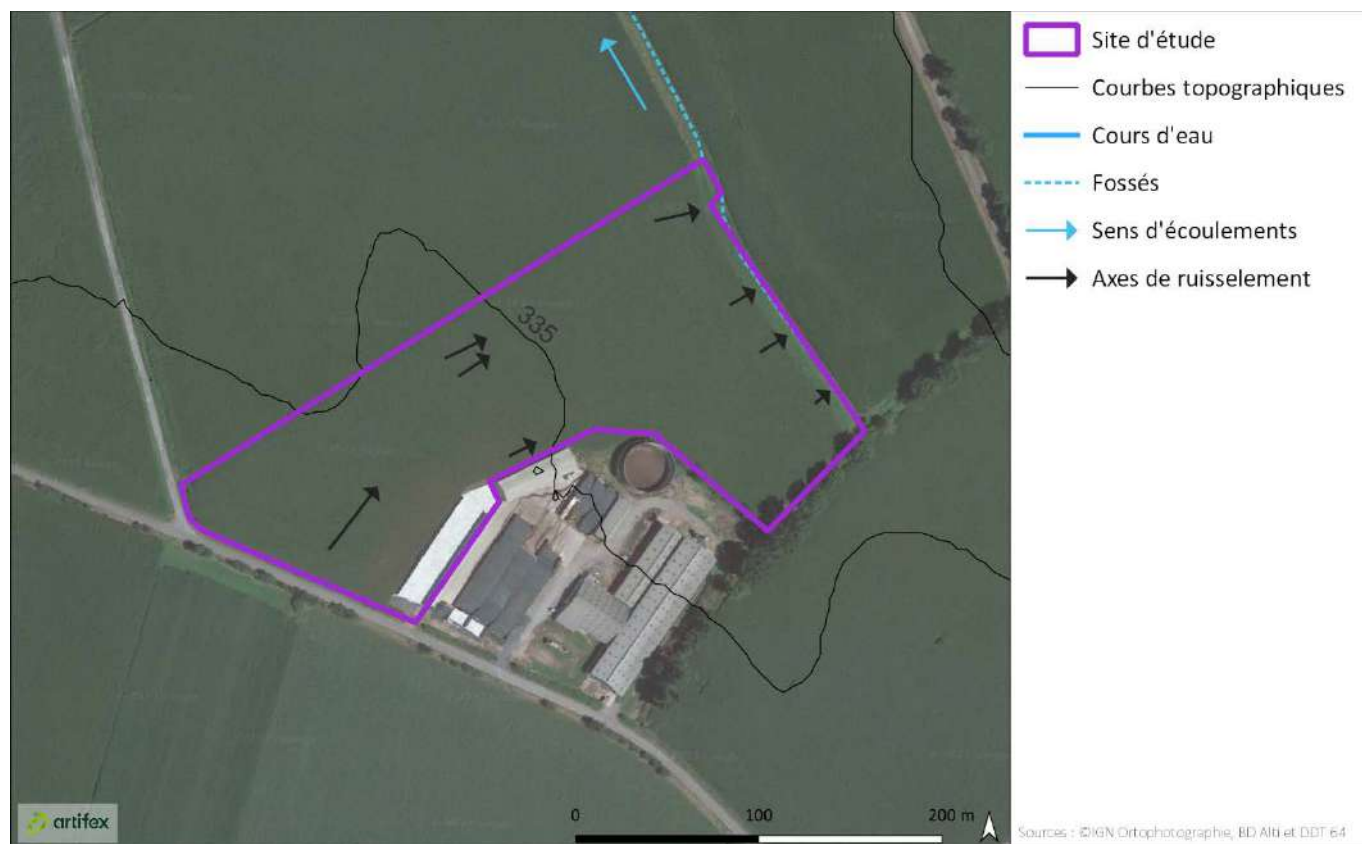 Site d'étude
Courbes topographiques
Cours d'eau
Fossés
Sens d'écoulements
Axes de ruisselement
335
artifex
0 100 200 m
Sources : ©IGN Ortophotographie, BD Alti et DDT 64